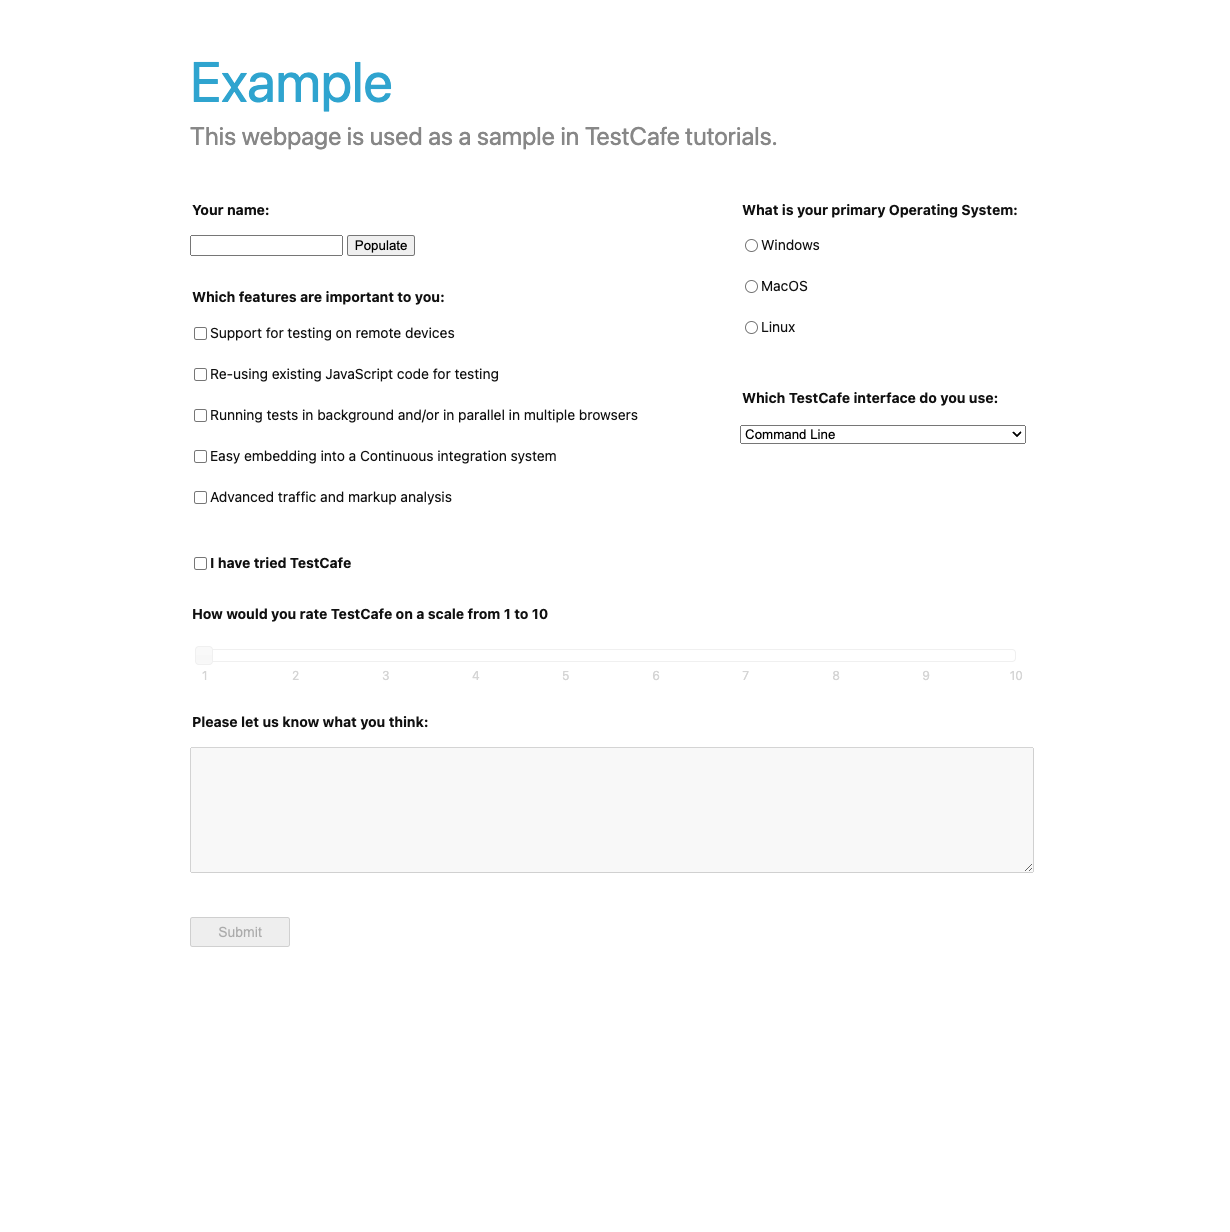 Example
This webpage is used as a sample in TestCafe tutorials.
Your name:
Populate
Which features are important to you:
Support for testing on remote devices
Re-using existing JavaScript code for testing
Running tests in background and/or in parallel in multiple browsers
Easy embedding into a Continuous integration system
Advanced traffic and markup analysis
What is your primary Operating System:
Windows
MacOS
Linux
Which TestCafe interface do you use:
Command Line
I have tried TestCafe
How would you rate TestCafe on a scale from 1 to 10
1 2 3 4 5 6 7 8 9 10
Please let us know what you think:
Submit